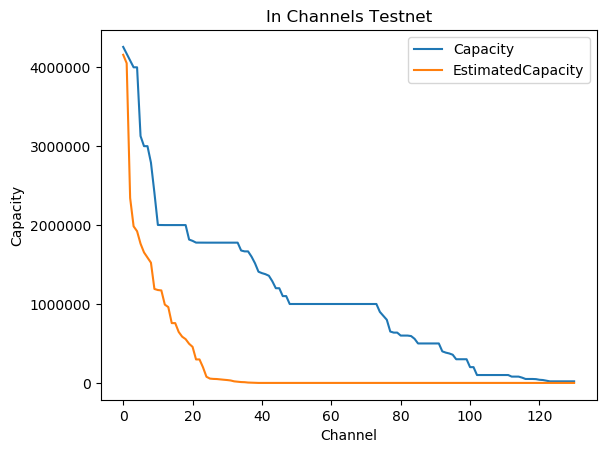 In Channels Testnet
Capacity
EstimatedCapacity
4000000
3000000
2000000
1000000
0
Capacity
0
20
40
60
80
100
120
Channel